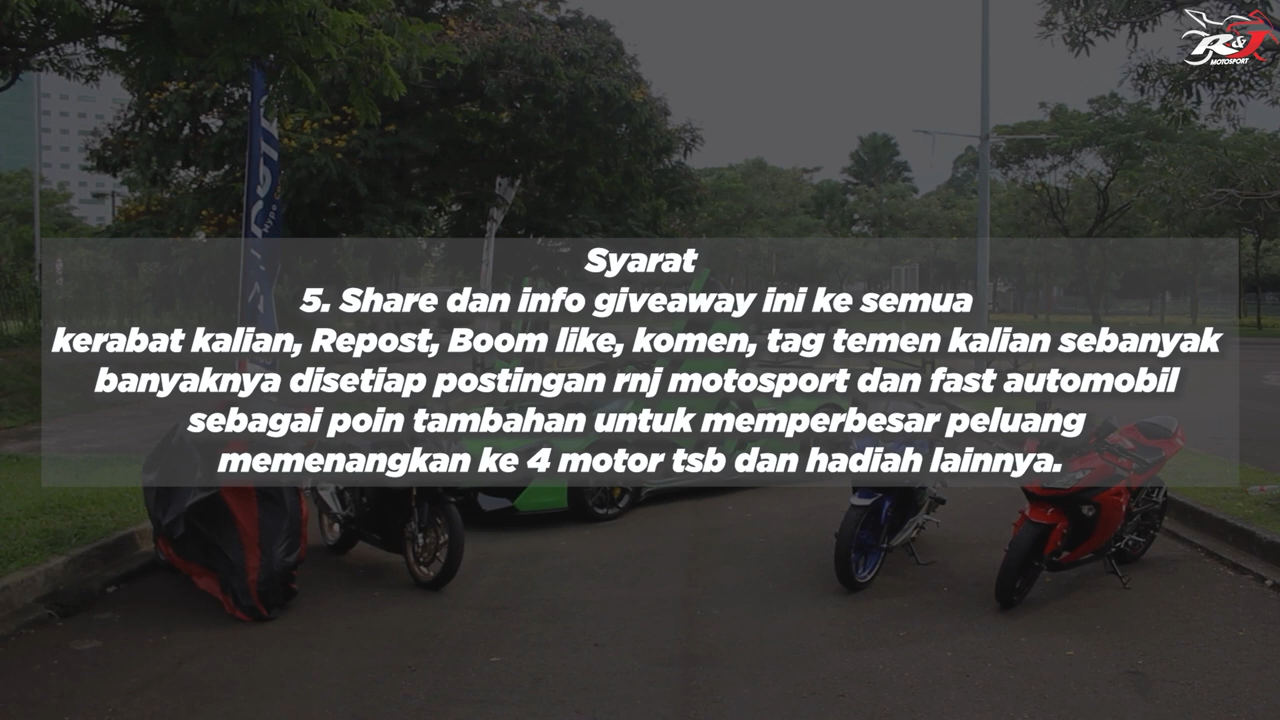 R&J
MOTOSPORT
Syarat
5. Share dan info giveaway ini ke semua
kerabat kalian, Repost, Boom like, komen, tag temen kalian sebanyak
banyaknya disetiap postingan rnj motosport dan fast automobil
sebagai poin tambahan untuk memperbesar peluang
memenangkan ke 4 motor tsb dan hadiah lainnya.